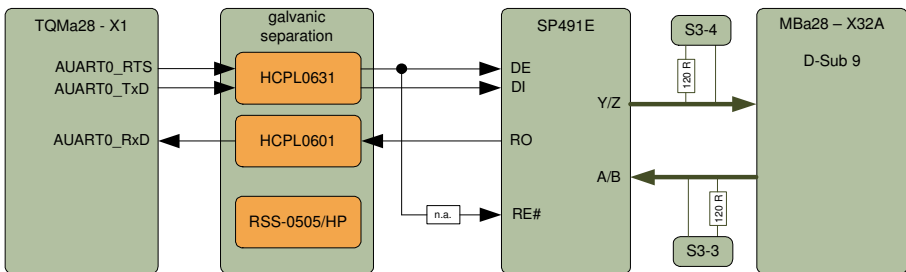 TQMa28 - X1
galvanic
separation
SP491E
S3-4
MBa28 – X32A
D-Sub 9
AUART0_RTS
AUART0_TxD
HCPL0631
DE
DI
120 R
Y/Z
AUART0_RxD
HCPL0601
RO
A/B
RSS-0505/HP
n.a.
RE#
120 R
S3-3